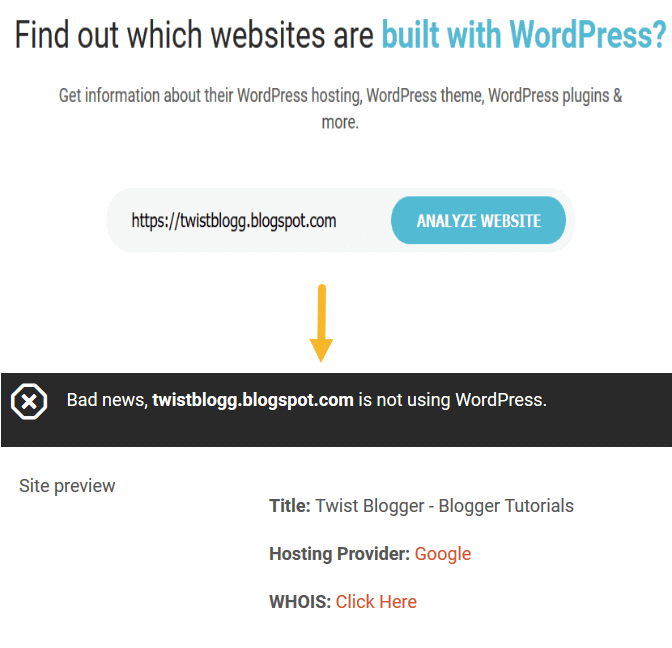 Find out which websites are built with WordPress?
Get information about their WordPress hosting, WordPress theme, WordPress plugins &
more.
https://twistblogg.blogspot.com
ANALYZE WEBSITE
Bad news, twistblogg.blogspot.com is not using WordPress.
Site preview
Title: Twist Blogger - Blogger Tutorials
Hosting Provider: Google
WHOIS: Click Here